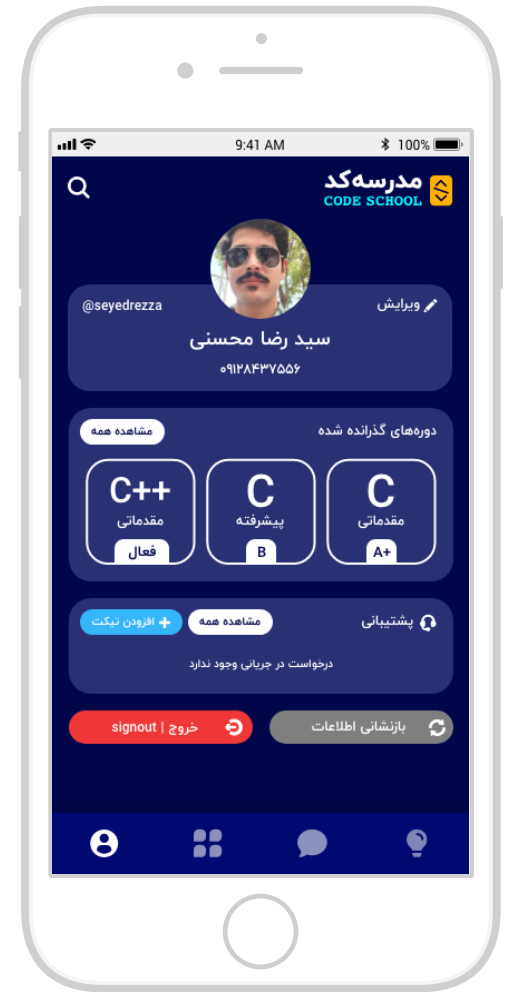 9:41 AM
100%
مدرسه‌کد
CODE SCHOOL
ویرایش
@seyedrezza
سید رضا محسنی
۰۹۱۲۸۴۳۷۵۵۶
دوره‌های گذرانده شده
مشاهده همه
C
مقدماتی
A+
C
پیشرفته
B
C++
مقدماتی
فعال
پشتیبانی
مشاهده همه
افزودن تیکت
درخواست در جریانی وجود ندارد
بازنشانی اطلاعات
خروج | signout